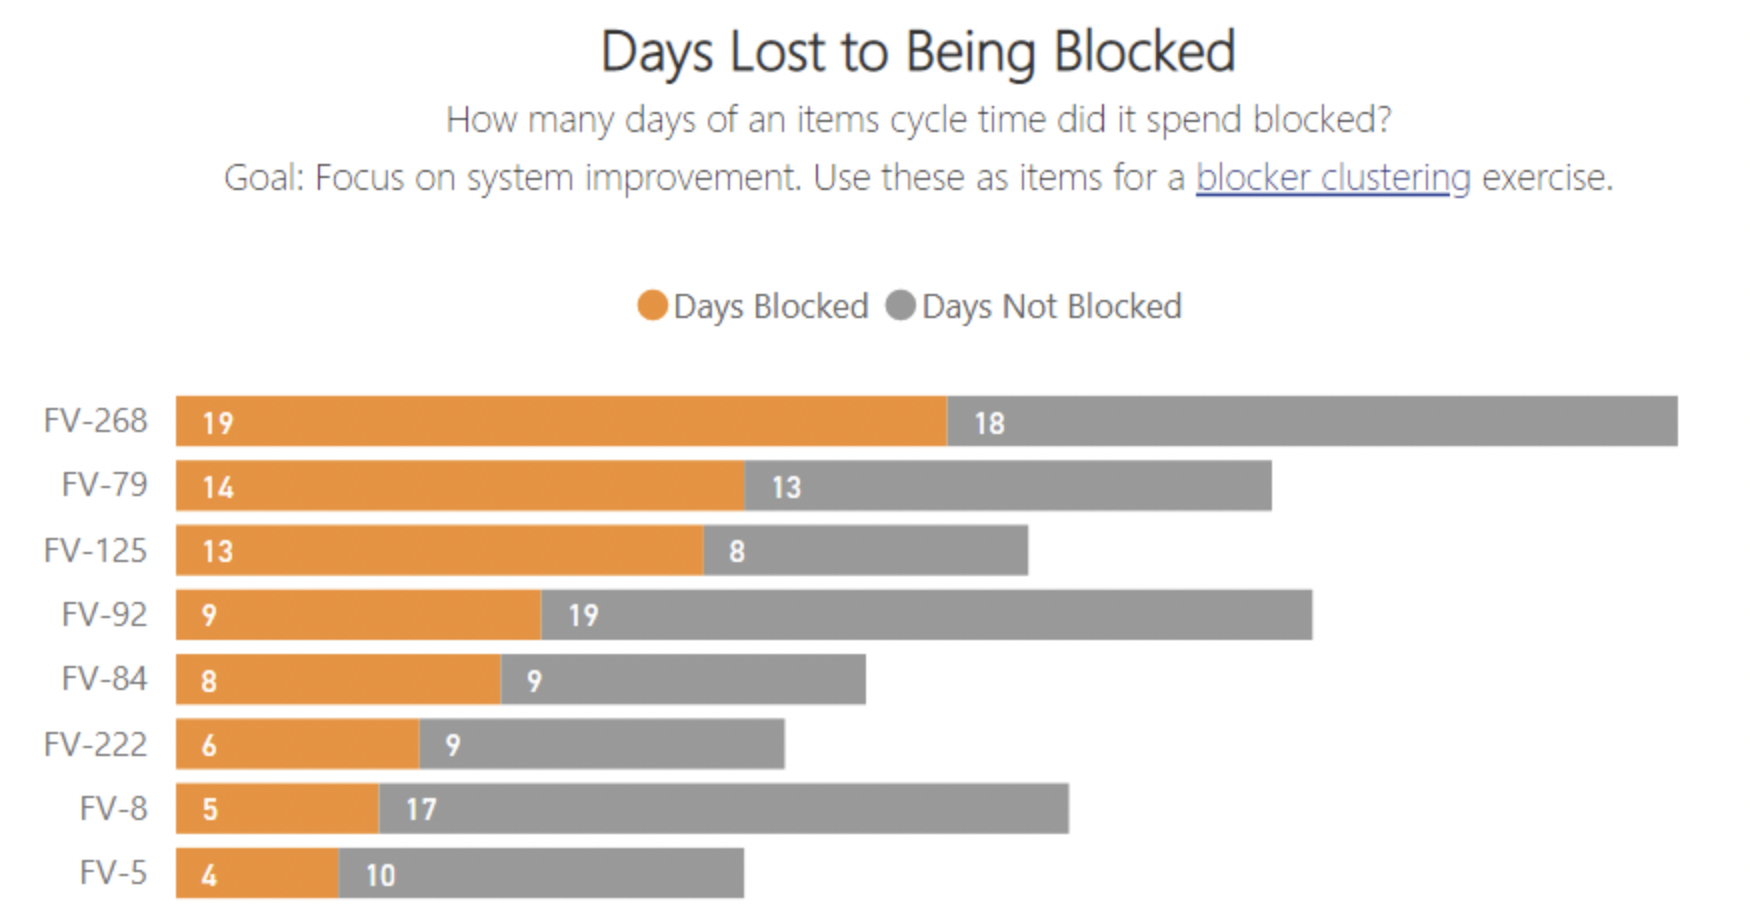 Days Lost to Being Blocked
How many days of an items cycle time did it spend blocked?
Goal: Focus on system improvement. Use these as items for a blocker clustering exercise.
Days Blocked Days Not Blocked
FV-268 19 18
FV-79 14 13
FV-125 13 8
FV-92 9 19
FV-84 8 9
FV-222 6 9
FV-8 5 17
FV-5 4 10